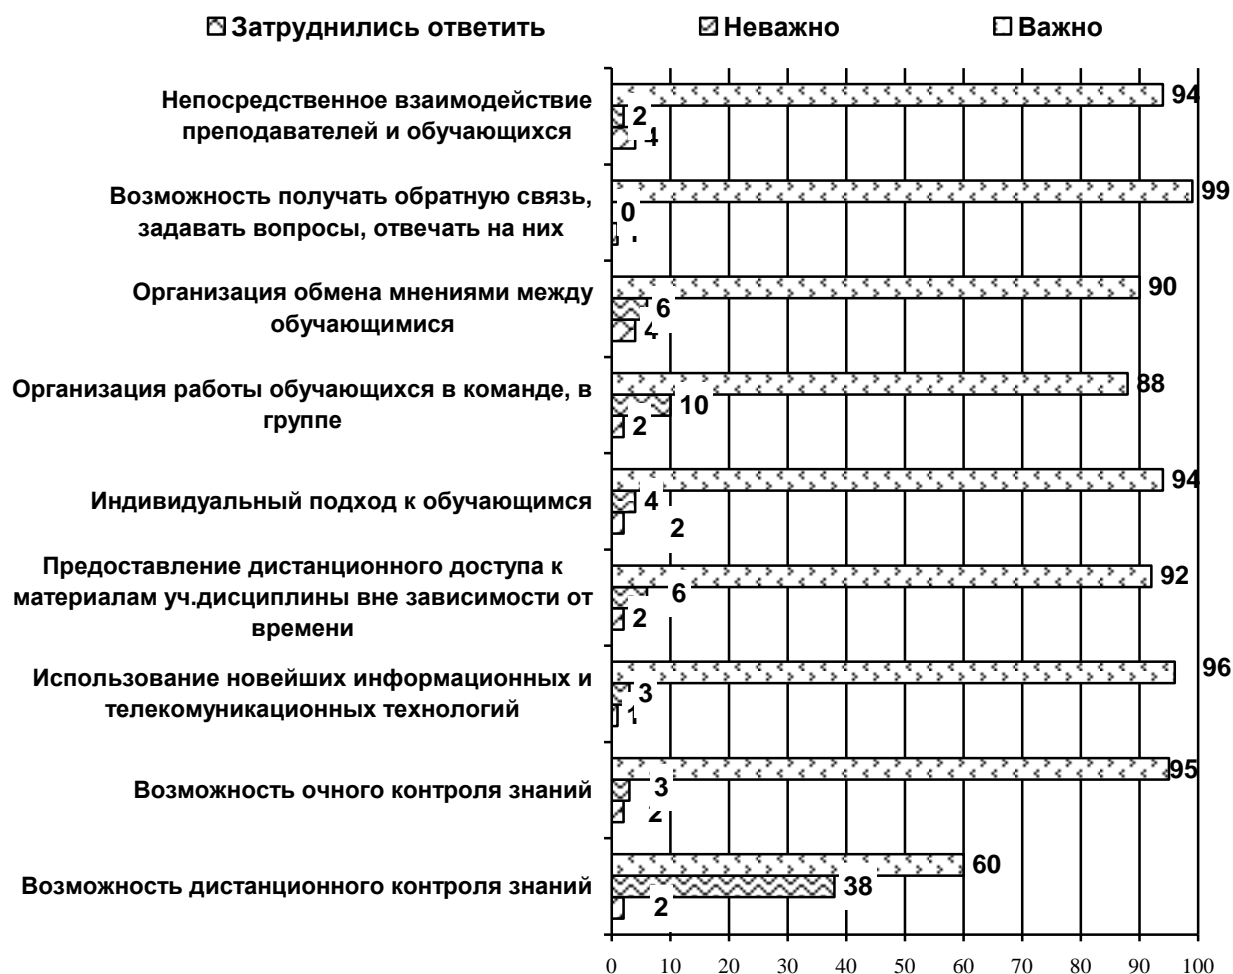 Затруднились ответить Неважно Важно
Непосредственное взаимодействие
преподавателей и обучающихся
94
2
4
Возможность получать обратную связь,
задавать вопросы, отвечать на них
99
0
Организация обмена мнениями между
обучающимися
90
6
4
Организация работы обучающихся в команде, в
группе
88
10
2
Индивидуальный подход к обучающимся
94
4
2
Предоставление дистанционного доступа к
материалам уч.дисциплины вне зависимости от
времени
92
6
2
Использование новейших информационных и
телекомуникационных технологий
96
3
1
Возможность очного контроля знаний
95
3
2
Возможность дистанционного контроля знаний
60
38
2
0 10 20 30 40 50 60 70 80 90 100